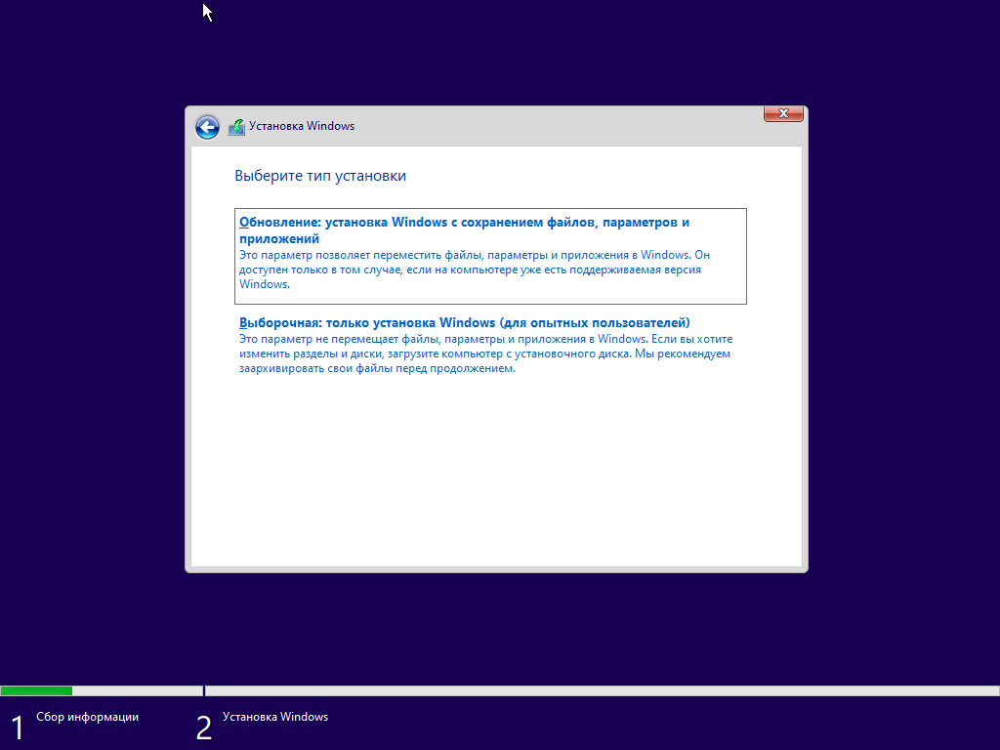 Установка Windows
Выберите тип установки
Обновление: установка Windows с сохранением файлов, параметров и
приложений
Это параметр позволяет переместить файлы, параметры и приложения в Windows. Он
доступен только в том случае, если на компьютере уже есть поддерживаемая версия
Windows.
Выборочная: только установка Windows (для опытных пользователей)
Это параметр не перемещает файлы, параметры и приложения в Windows. Если вы хотите
изменить разделы и диски, загрузите компьютер с установочного диска. Мы рекомендуем
заархивировать свои файлы перед продолжением.
1 Сбор информации
2 Установка Windows